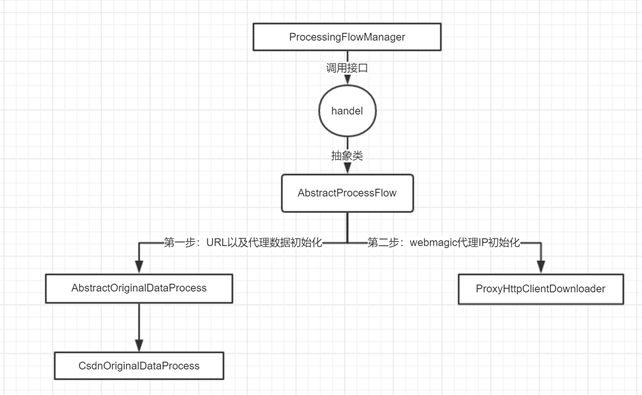 ProcessingFlowManager
调用接口
handel
抽象类
AbstractProcessFlow
第一步：URL以及代理数据初始化
第二步：webmagic代理IP初始化
AbstractOriginalDataProcess
ProxyHttpClientDownloader
CsdnOriginalDataProcess